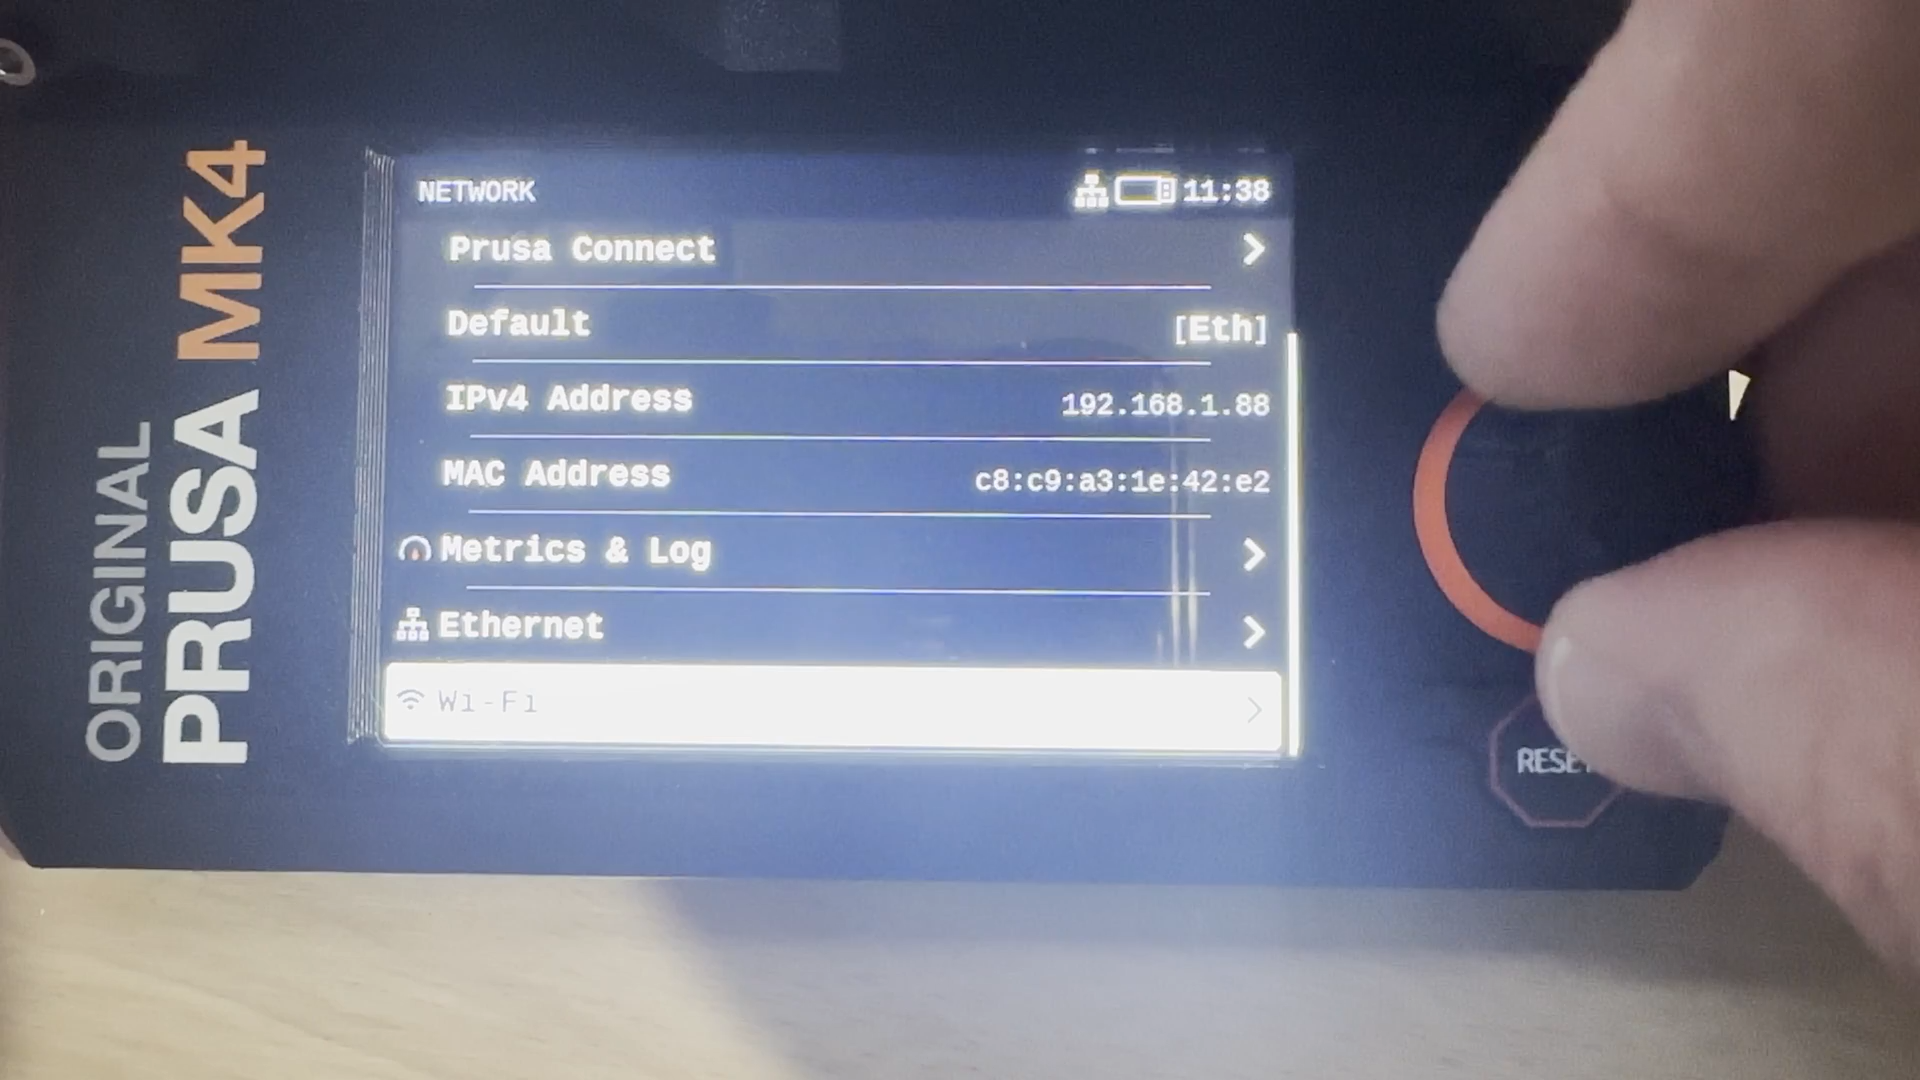 ORIGINAL
PRUSA MK4
NETWORK 11:38
Prusa Connect
Default [Eth]
IPv4 Address 192.168.1.88
MAC Address c8:c9:a3:1e:42:e2
Metrics & Log
Ethernet
Wi-Fi
RESET